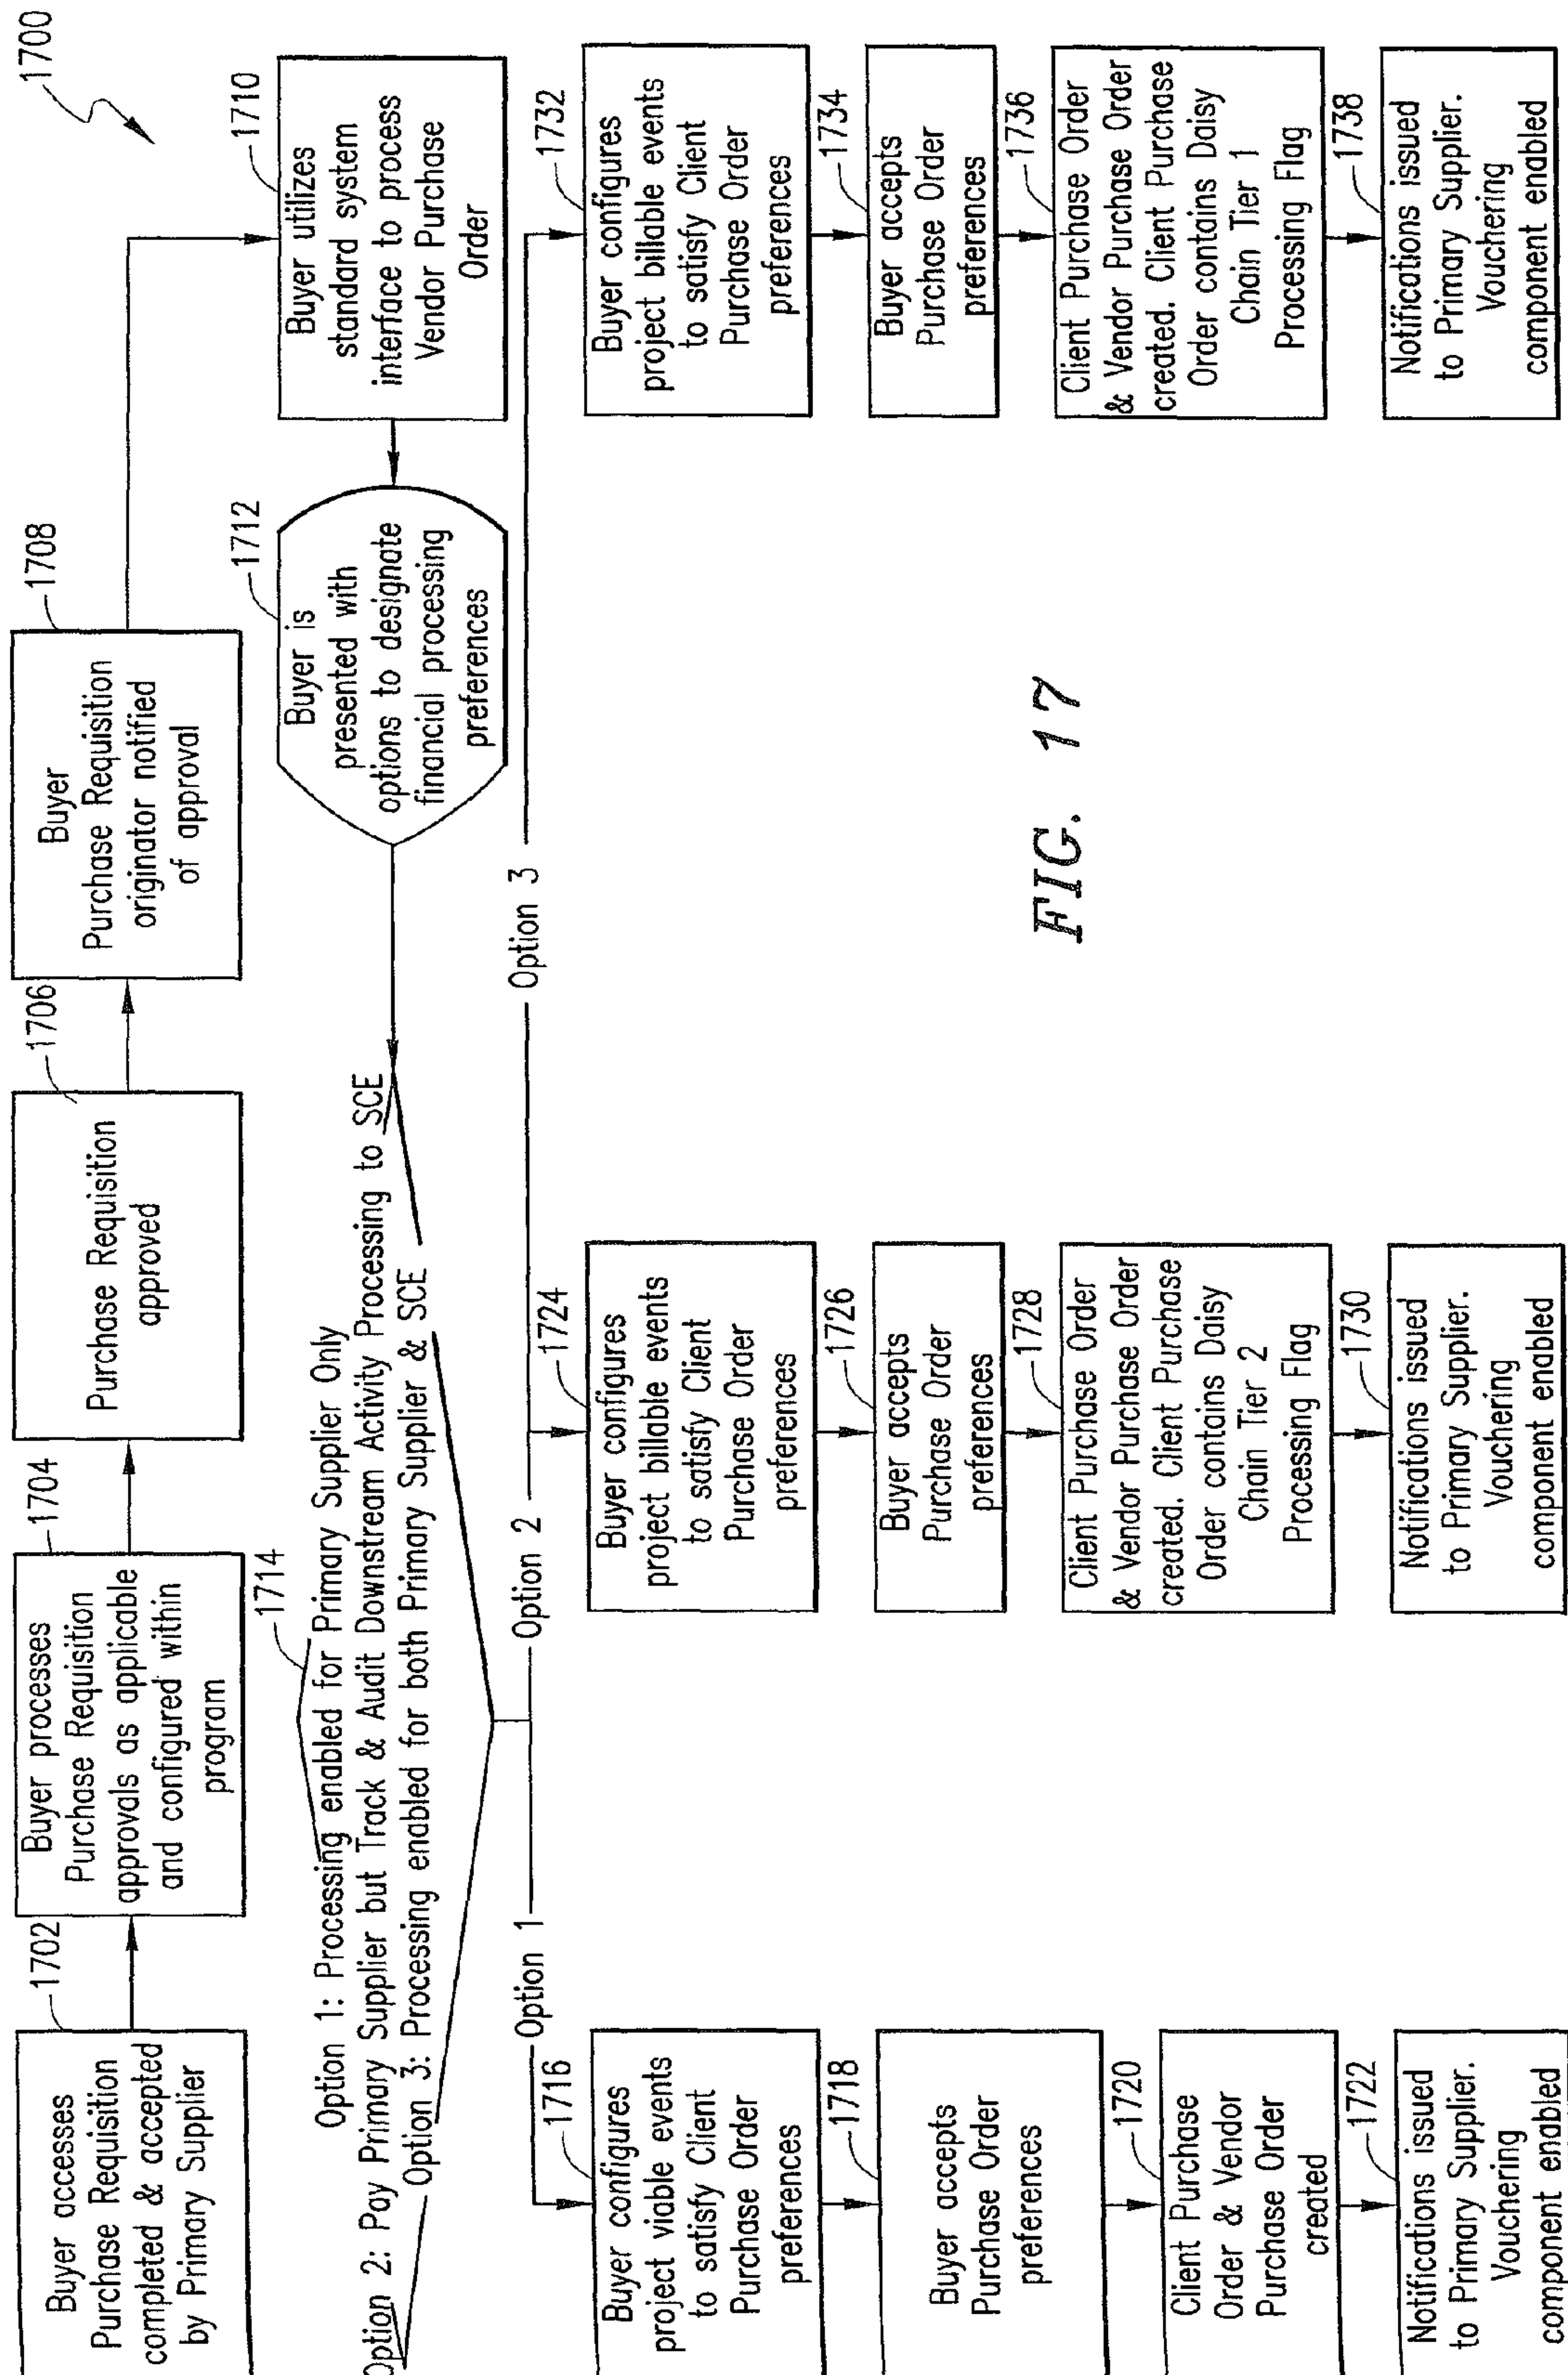 1700
Buyer accesses
Purchase Requisition
completed & accepted
by Primary Supplier
1702
Buyer processes
Purchase Requisition
approvals as applicable
and configured within
program
1704
Purchase Requisition
approved
1706
Buyer
Purchase Requisition
originator notified
of approval
1708
Buyer utilizes
standard system
interface to process
Vendor Purchase
Order
1710
Buyer is
presented with
options to designate
financial processing
preferences
1712
1714
Option 1: Processing enabled for Primary Supplier Only
Option 2: Pay Primary Supplier but Track & Audit Downstream Activity Processing to SCE
Option 3: Processing enabled for both Primary Supplier & SCE
Option 1
Option 2
Option 3
Buyer configures
project viable events
to satisfy Client
Purchase Order
preferences
1716
Buyer accepts
Purchase Order
preferences
1718
Client Purchase
Order & Vendor
Purchase Order
created
1720
Notifications issued
to Primary Supplier.
Vouchering
component enabled
1722
Buyer configures
project billable events
to satisfy Client
Purchase Order
preferences
1724
Buyer accepts
Purchase Order
preferences
1726
Client Purchase Order
& Vendor Purchase Order
created. Client Purchase
Order contains Daisy
Chain Tier 2
Processing Flag
1728
Notifications issued
to Primary Supplier.
Vouchering
component enabled
1730
Buyer configures
project billable events
to satisfy Client
Purchase Order
preferences
1732
Buyer accepts
Purchase Order
preferences
1734
Client Purchase Order
& Vendor Purchase Order
created. Client Purchase
Order contains Daisy
Chain Tier 1
Processing Flag
1736
Notifications issued
to Primary Supplier.
Vouchering
component enabled
1738
FIG. 17